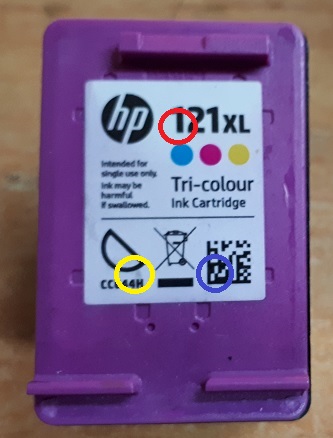 hp
121XL
Intended for
single use only.
Ink may be
harmful
if swallowed.
Tri-colour
Ink Cartridge